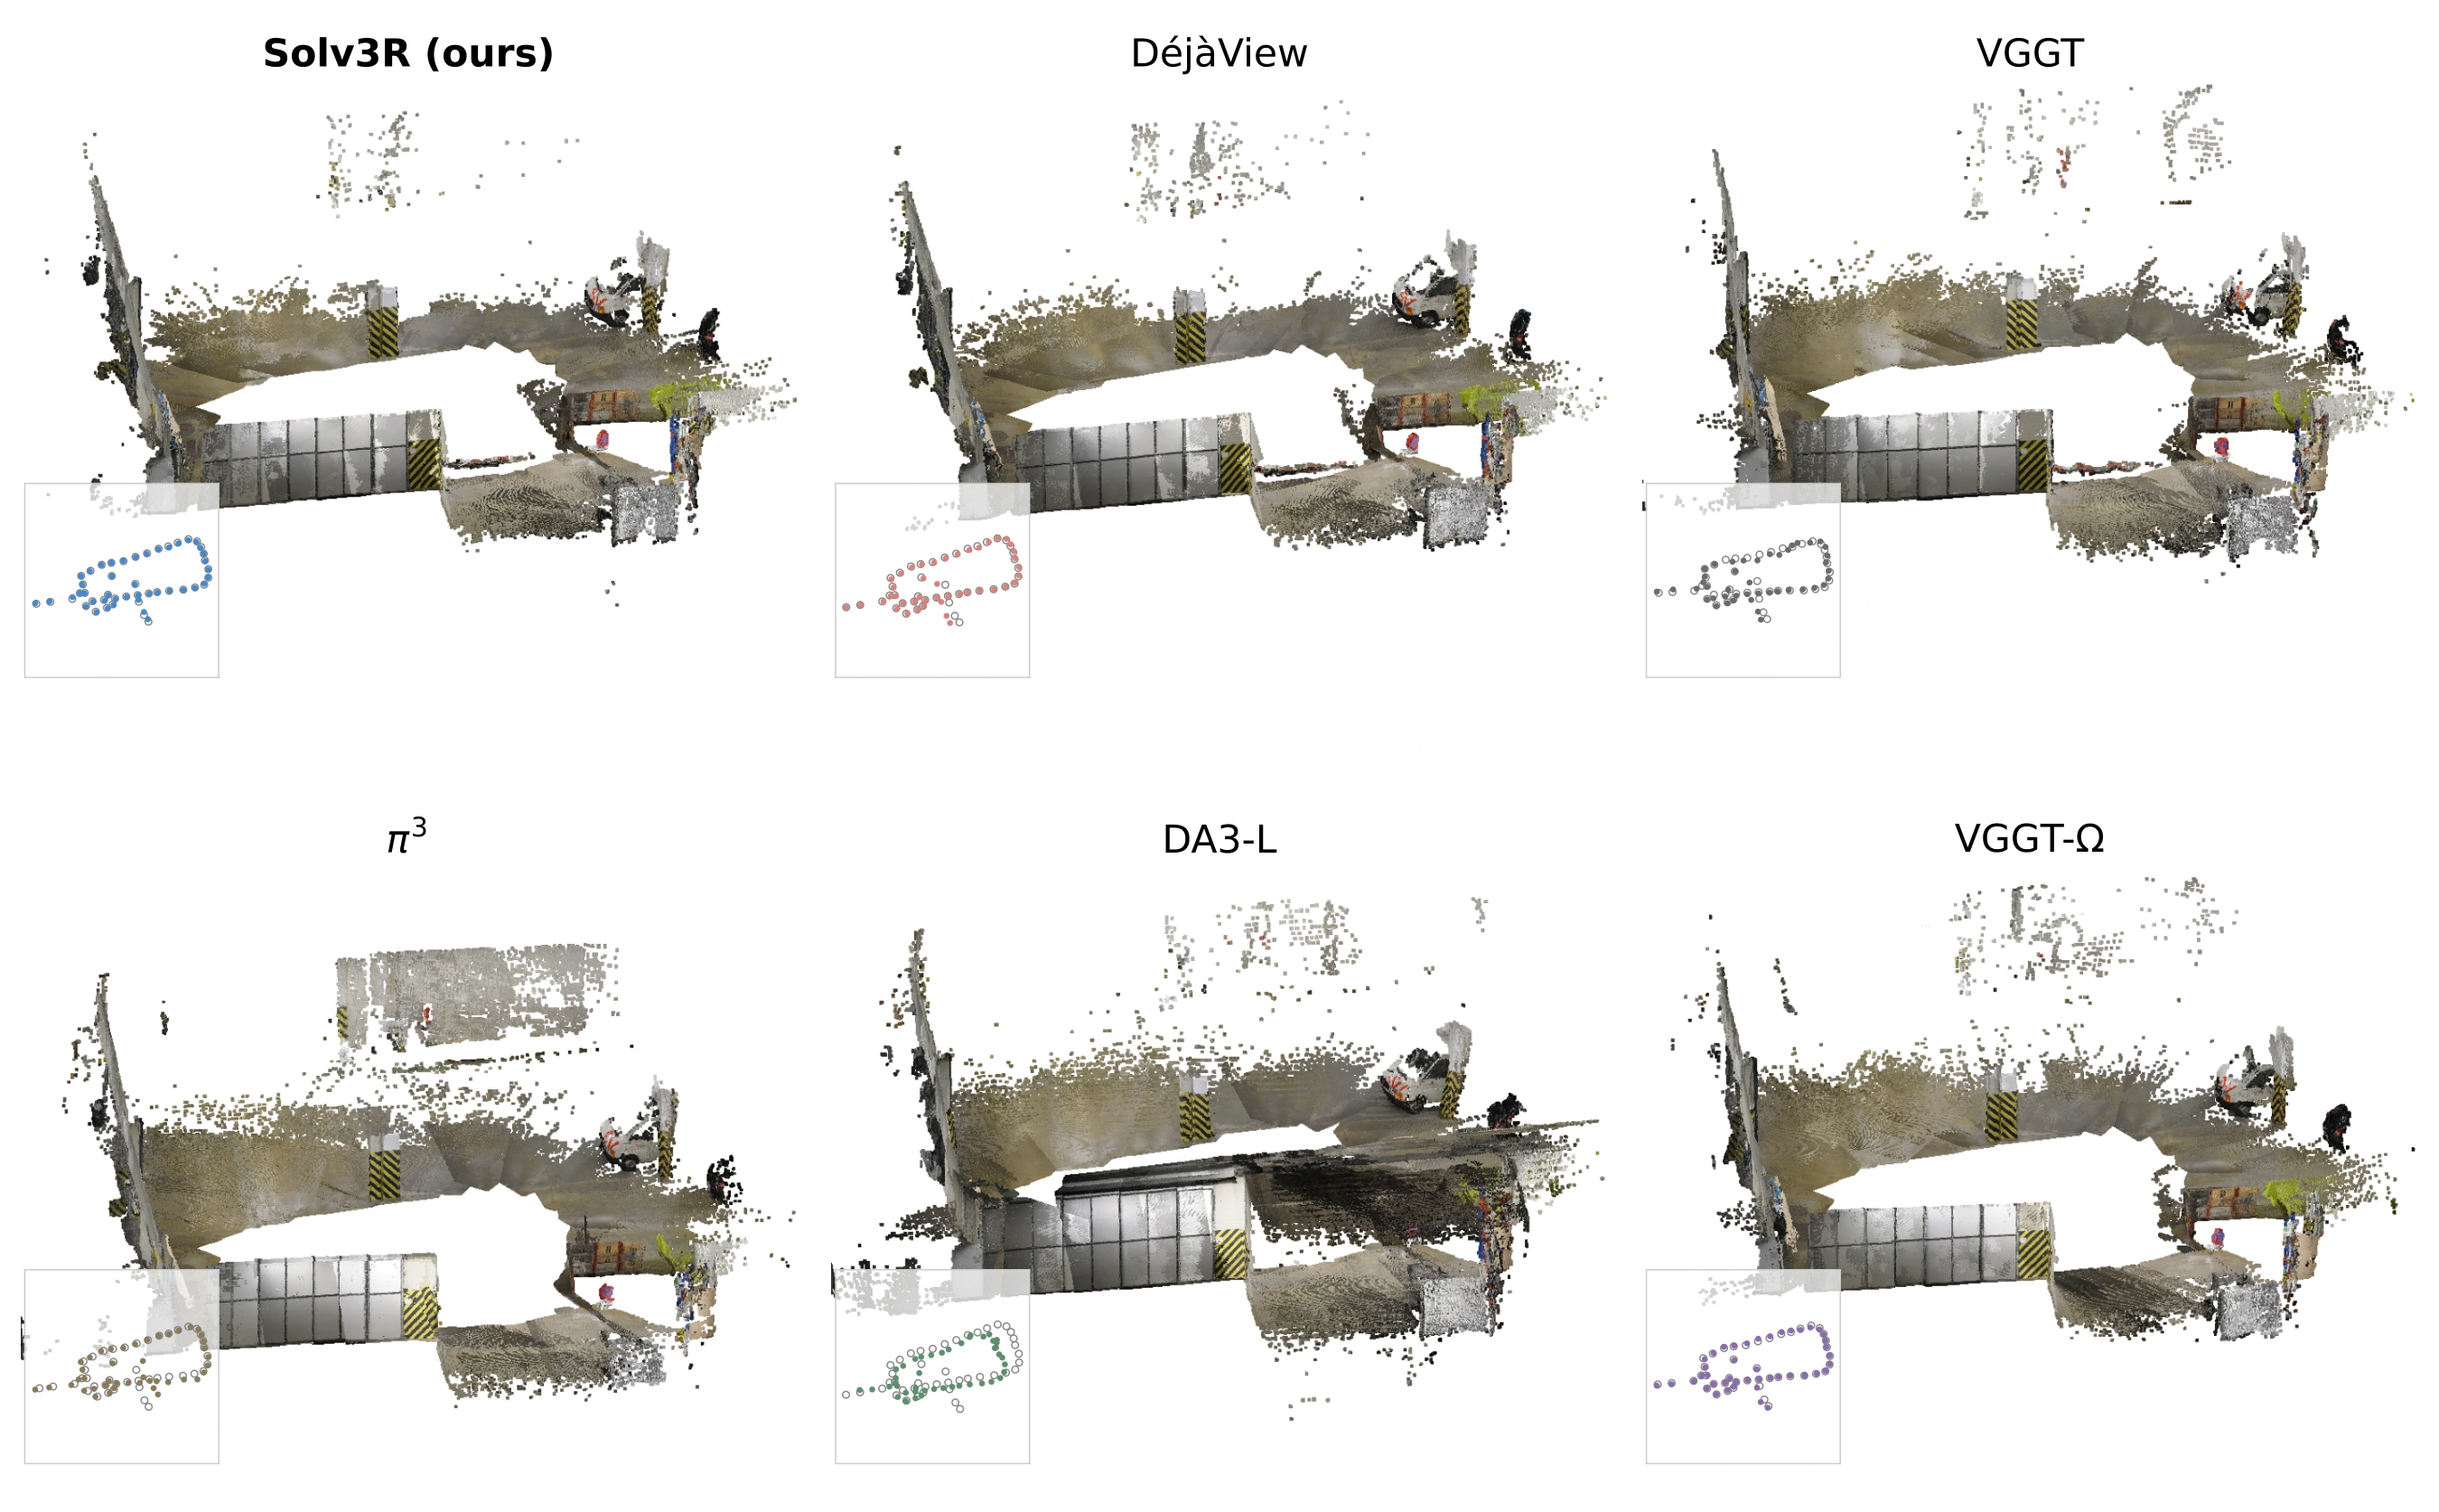 Solv3R (ours)
DéjàView
VGGT
π³
DA3-L
VGGT-Ω